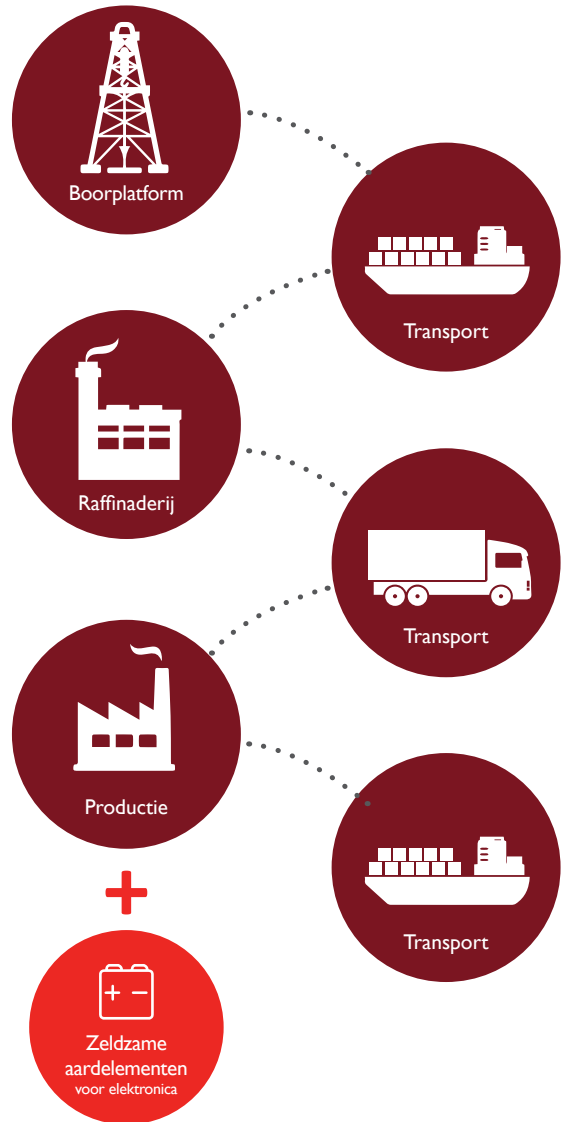 Boorplatform
Transport
Raffinaderij
Transport
Productie
Transport
Zeldzame
aardelementen
voor elektronica